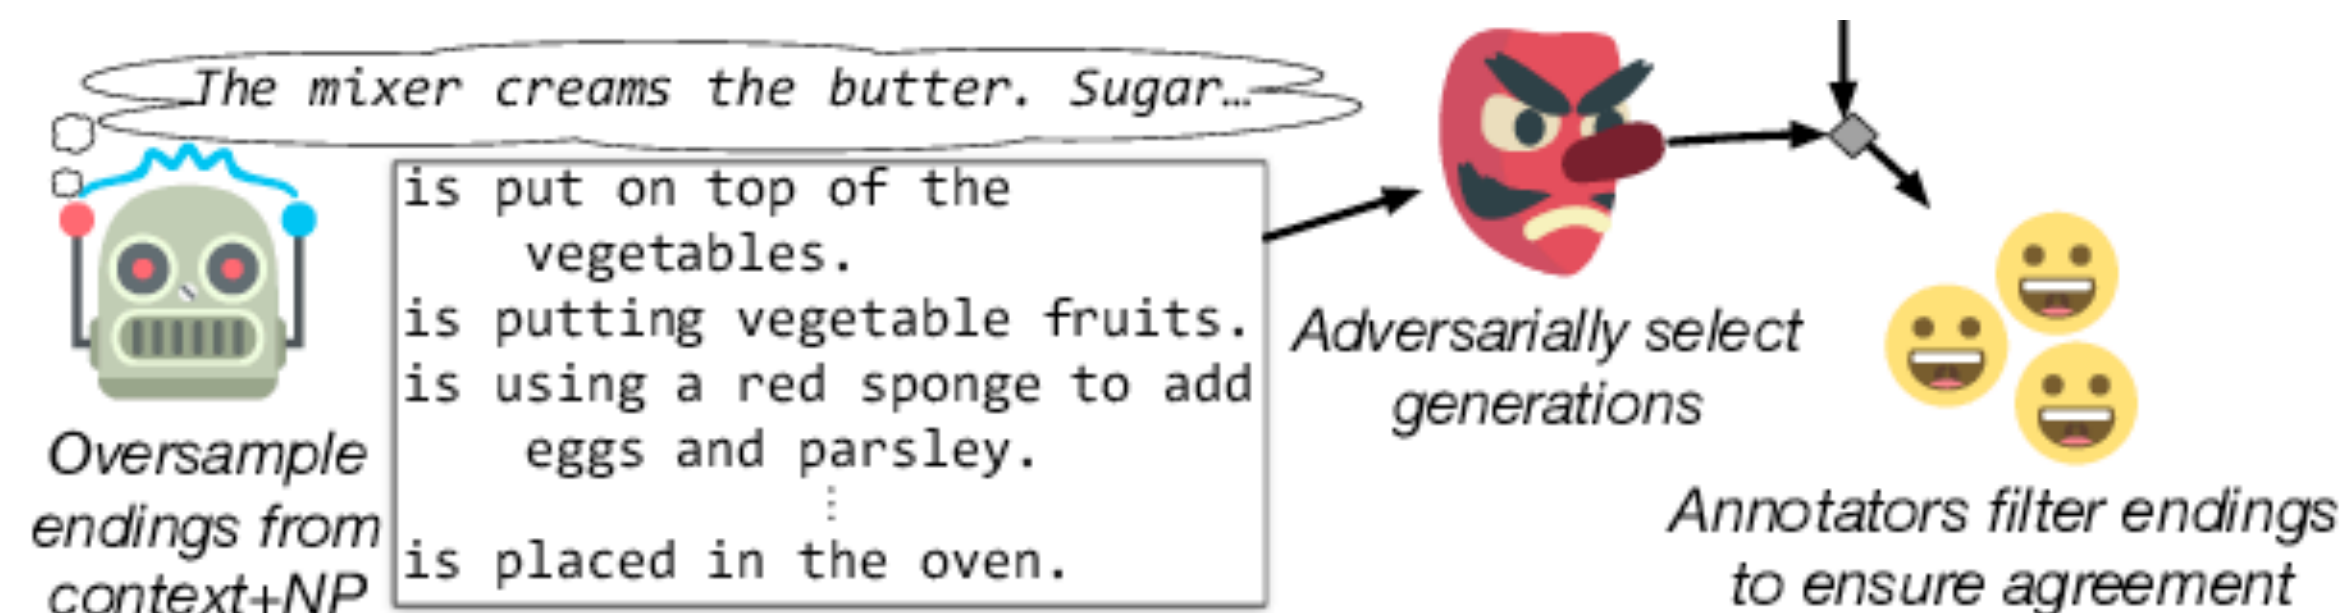 The mixer creams the butter. Sugar…
is put on top of the
vegetables.
is putting vegetable fruits.
is using a red sponge to add
eggs and parsley.
⋮
is placed in the oven.
Oversample
endings from
context+NP
Adversarially select
generations
Annotators filter endings
to ensure agreement